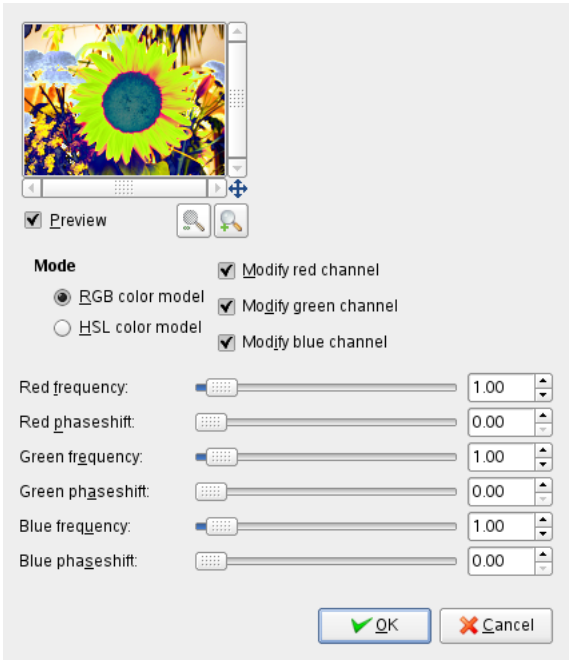 Preview
Mode
RGB color model
HSL color model
Modify red channel
Modify green channel
Modify blue channel
Red frequency: 1.00
Red phaseshift: 0.00
Green frequency: 1.00
Green phaseshift: 0.00
Blue frequency: 1.00
Blue phaseshift: 0.00
OK Cancel